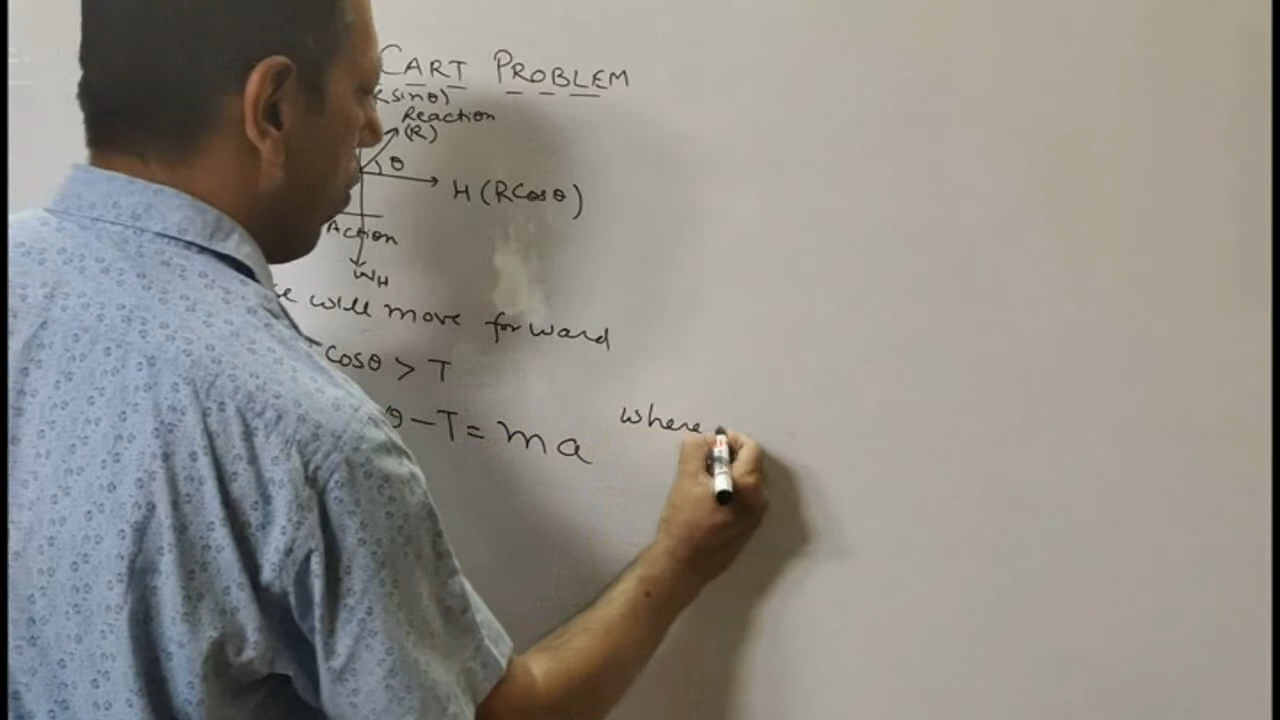 CART PROBLEM
Rsinθ)
Reaction
(R)
θ
H (Rcosθ)
Action
WH
will move forward
cosθ > T
θ - T = ma
where